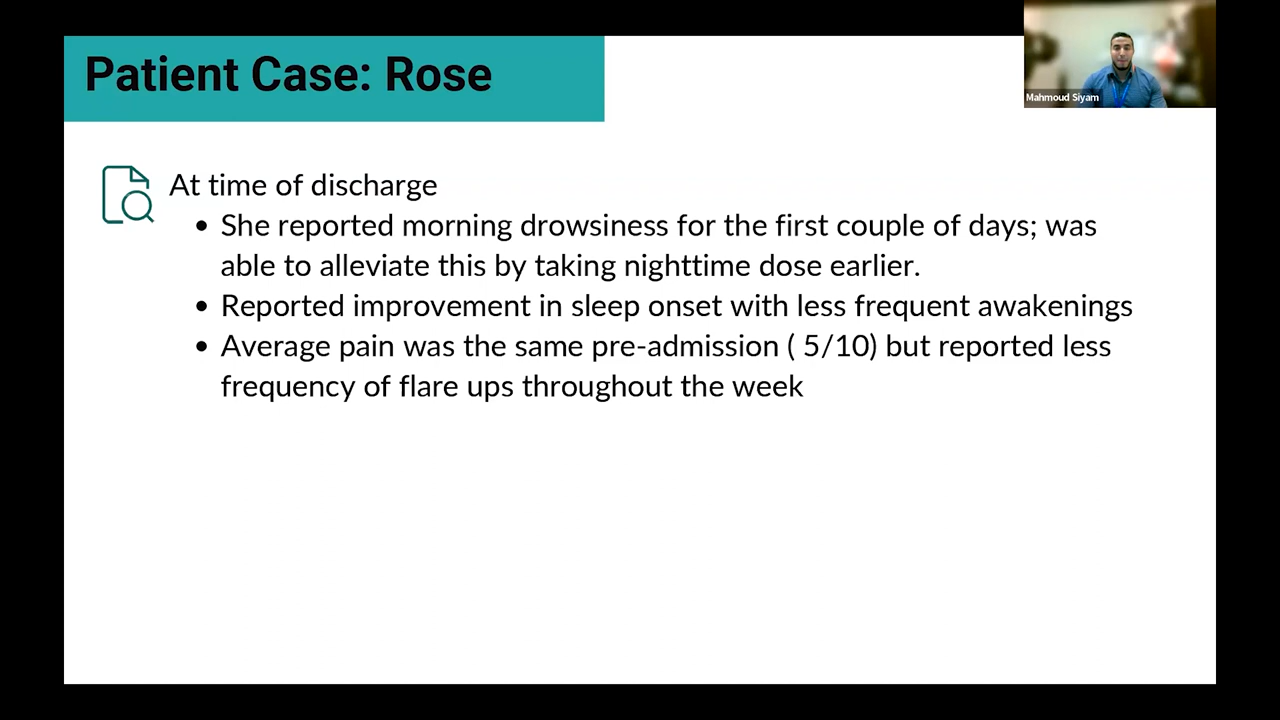 Patient Case: Rose
Mahmoud Siyam
At time of discharge
• She reported morning drowsiness for the first couple of days; was
able to alleviate this by taking nighttime dose earlier.
• Reported improvement in sleep onset with less frequent awakenings
• Average pain was the same pre-admission ( 5/10) but reported less
frequency of flare ups throughout the week